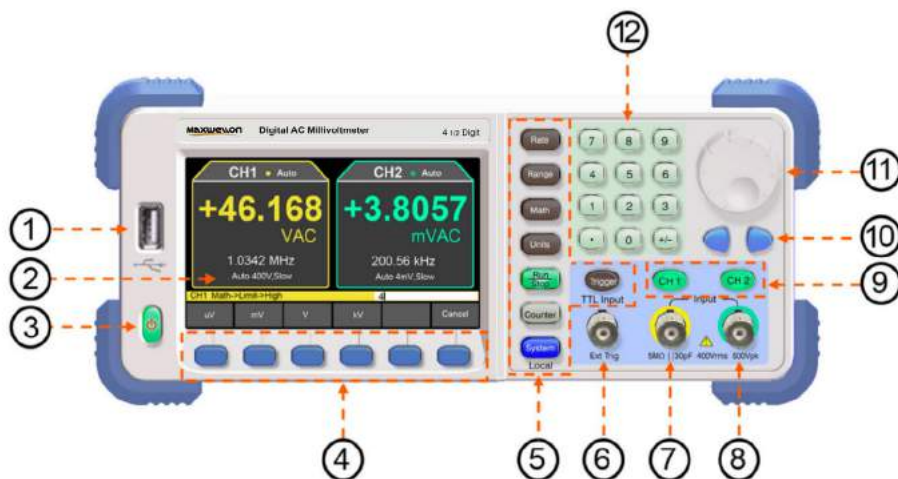 12
MAXWELLON Digital AC Millivoltmeter 4 1/2 Digit
CH1 • Auto
+46.168
VAC
1.0342 MHz
Auto 400V,Slow
CH2 • Auto
+3.8057
mVAC
200.56 kHz
Auto 4mV,Slow
CH1 Math->Limit->High 4
uV mV V kV Cancel
Rate
Range
Math
Units
Run
Stop
Counter
System
Local
7 8 9
4 5 6
1 2 3
• 0 +/-
Trigger
TTL Input
Ext Trig
CH 1 CH 2
Input
5MΩ | |30pF 400Vrms 600Vpk
1
2
3
11
10
9
4
5
6
7
8